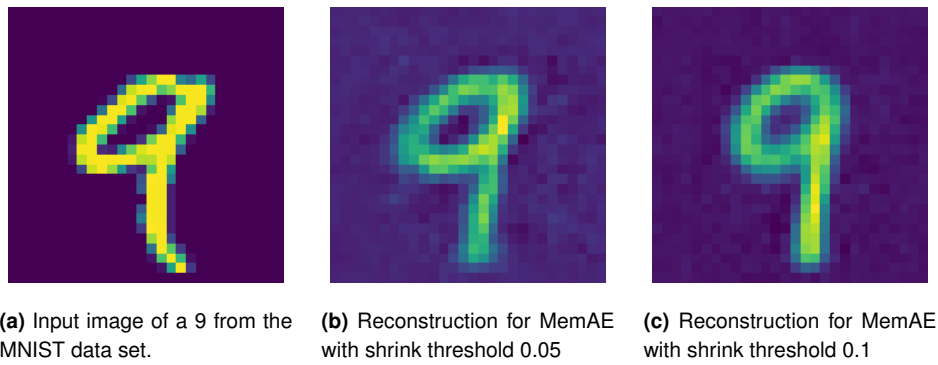 (a) Input image of a 9 from the
MNIST data set.
(b) Reconstruction for MemAE
with shrink threshold 0.05
(c) Reconstruction for MemAE
with shrink threshold 0.1